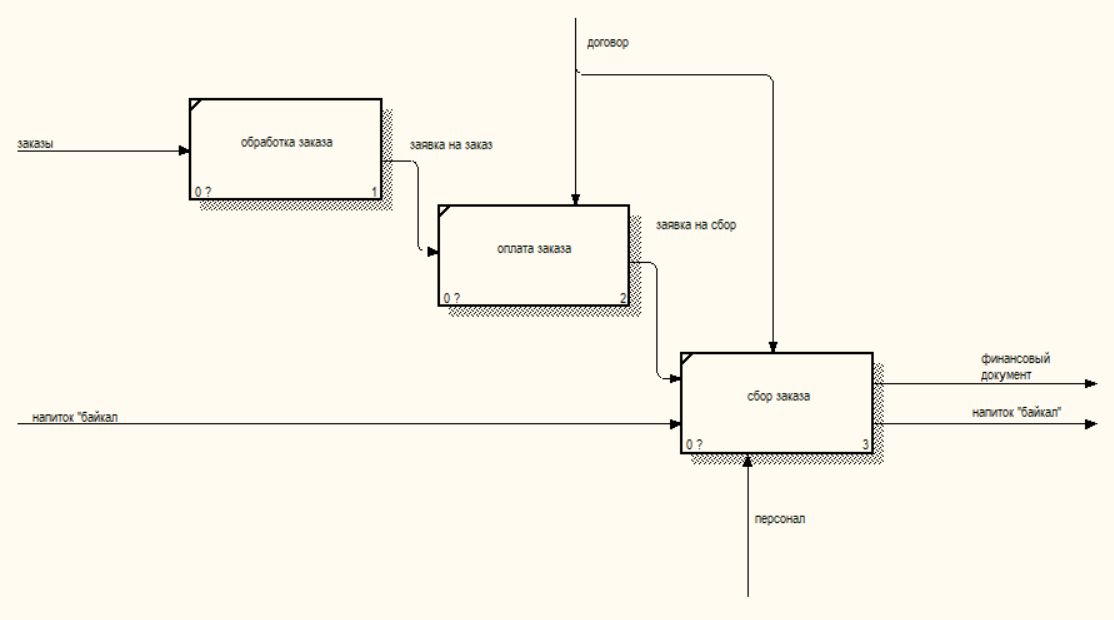 договор
обработка заказа
заказы
заявка на заказ
0 ?
1
заявка на сбор
оплата заказа
0 ?
2
финансовый
документ
сбор заказа
напиток "байкал
напиток "байкал"
0 ?
3
персонал